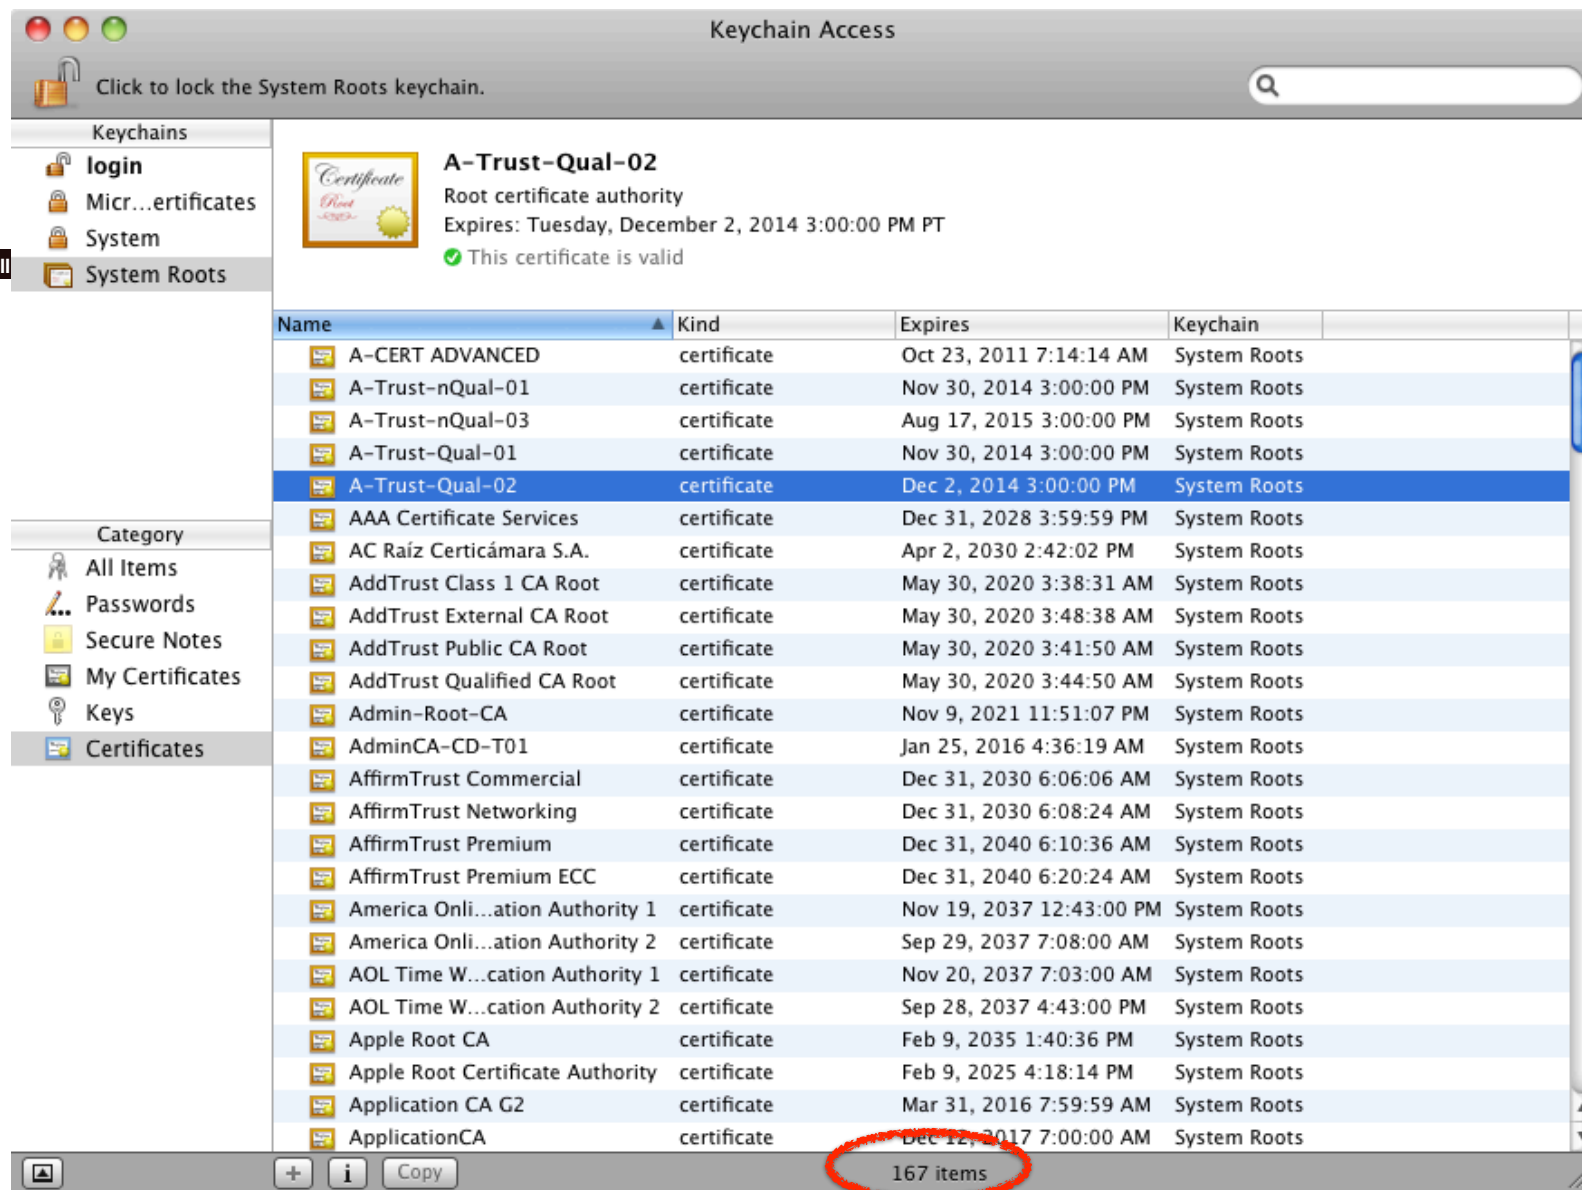 Keychain Access
Click to lock the System Roots keychain.
Keychains
login
Micr...ertificates
System
System Roots
Category
All Items
Passwords
Secure Notes
My Certificates
Keys
Certificates
Certificate
Root
A-Trust-Qual-02
Root certificate authority
Expires: Tuesday, December 2, 2014 3:00:00 PM PT
This certificate is valid
Name Kind Expires Keychain
A-CERT ADVANCED certificate Oct 23, 2011 7:14:14 AM System Roots
A-Trust-nQual-01 certificate Nov 30, 2014 3:00:00 PM System Roots
A-Trust-nQual-03 certificate Aug 17, 2015 3:00:00 PM System Roots
A-Trust-Qual-01 certificate Nov 30, 2014 3:00:00 PM System Roots
A-Trust-Qual-02 certificate Dec 2, 2014 3:00:00 PM System Roots
AAA Certificate Services certificate Dec 31, 2028 3:59:59 PM System Roots
AC Raíz Certicámara S.A. certificate Apr 2, 2030 2:42:02 PM System Roots
AddTrust Class 1 CA Root certificate May 30, 2020 3:38:31 AM System Roots
AddTrust External CA Root certificate May 30, 2020 3:48:38 AM System Roots
AddTrust Public CA Root certificate May 30, 2020 3:41:50 AM System Roots
AddTrust Qualified CA Root certificate May 30, 2020 3:44:50 AM System Roots
Admin-Root-CA certificate Nov 9, 2021 11:51:07 PM System Roots
AdminCA-CD-T01 certificate Jan 25, 2016 4:36:19 AM System Roots
AffirmTrust Commercial certificate Dec 31, 2030 6:06:06 AM System Roots
AffirmTrust Networking certificate Dec 31, 2030 6:08:24 AM System Roots
AffirmTrust Premium certificate Dec 31, 2040 6:10:36 AM System Roots
AffirmTrust Premium ECC certificate Dec 31, 2040 6:20:24 AM System Roots
America Onli...ation Authority 1 certificate Nov 19, 2037 12:43:00 PM System Roots
America Onli...ation Authority 2 certificate Sep 29, 2037 7:08:00 AM System Roots
AOL Time W...cation Authority 1 certificate Nov 20, 2037 7:03:00 AM System Roots
AOL Time W...cation Authority 2 certificate Sep 28, 2037 4:43:00 PM System Roots
Apple Root CA certificate Feb 9, 2035 1:40:36 PM System Roots
Apple Root Certificate Authority certificate Feb 9, 2025 4:18:14 PM System Roots
Application CA G2 certificate Mar 31, 2016 7:59:59 AM System Roots
ApplicationCA certificate Dec 12, 2017 7:00:00 AM System Roots
+ i Copy 167 items